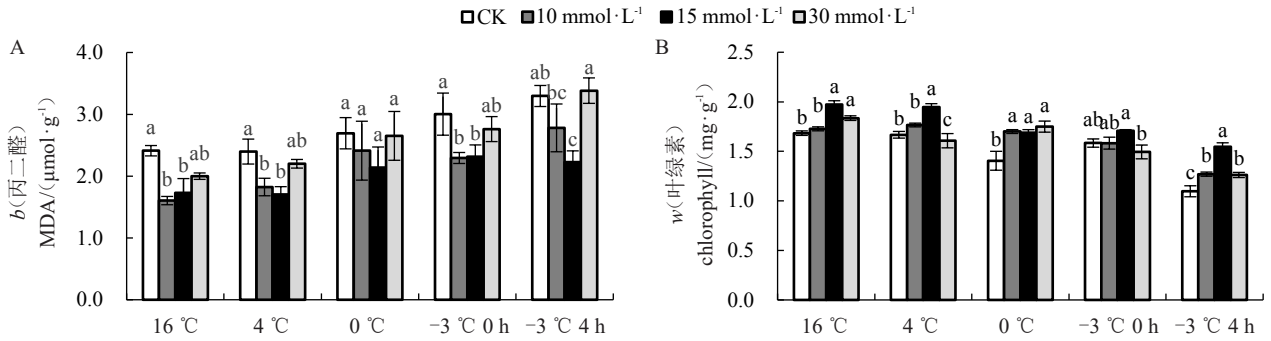 CK 10 mmol·L⁻¹ 15 mmol·L⁻¹ 30 mmol·L⁻¹
A
b(丙二醛)
MDA/(μmol·g⁻¹)
4.0
3.0
2.0
1.0
0.0
a b b ab
a b b ab
a a a a
a b b ab
ab bc c a
16 ℃ 4 ℃ 0 ℃ −3 ℃ 0 h −3 ℃ 4 h
B
w(叶绿素)
chlorophyll/(mg·g⁻¹)
2.5
2.0
1.5
1.0
1.5
0.0
b b a a
b b a c
b a a a
ab ab a b
c b a b
16 ℃ 4 ℃ 0 ℃ −3 ℃ 0 h −3 ℃ 4 h